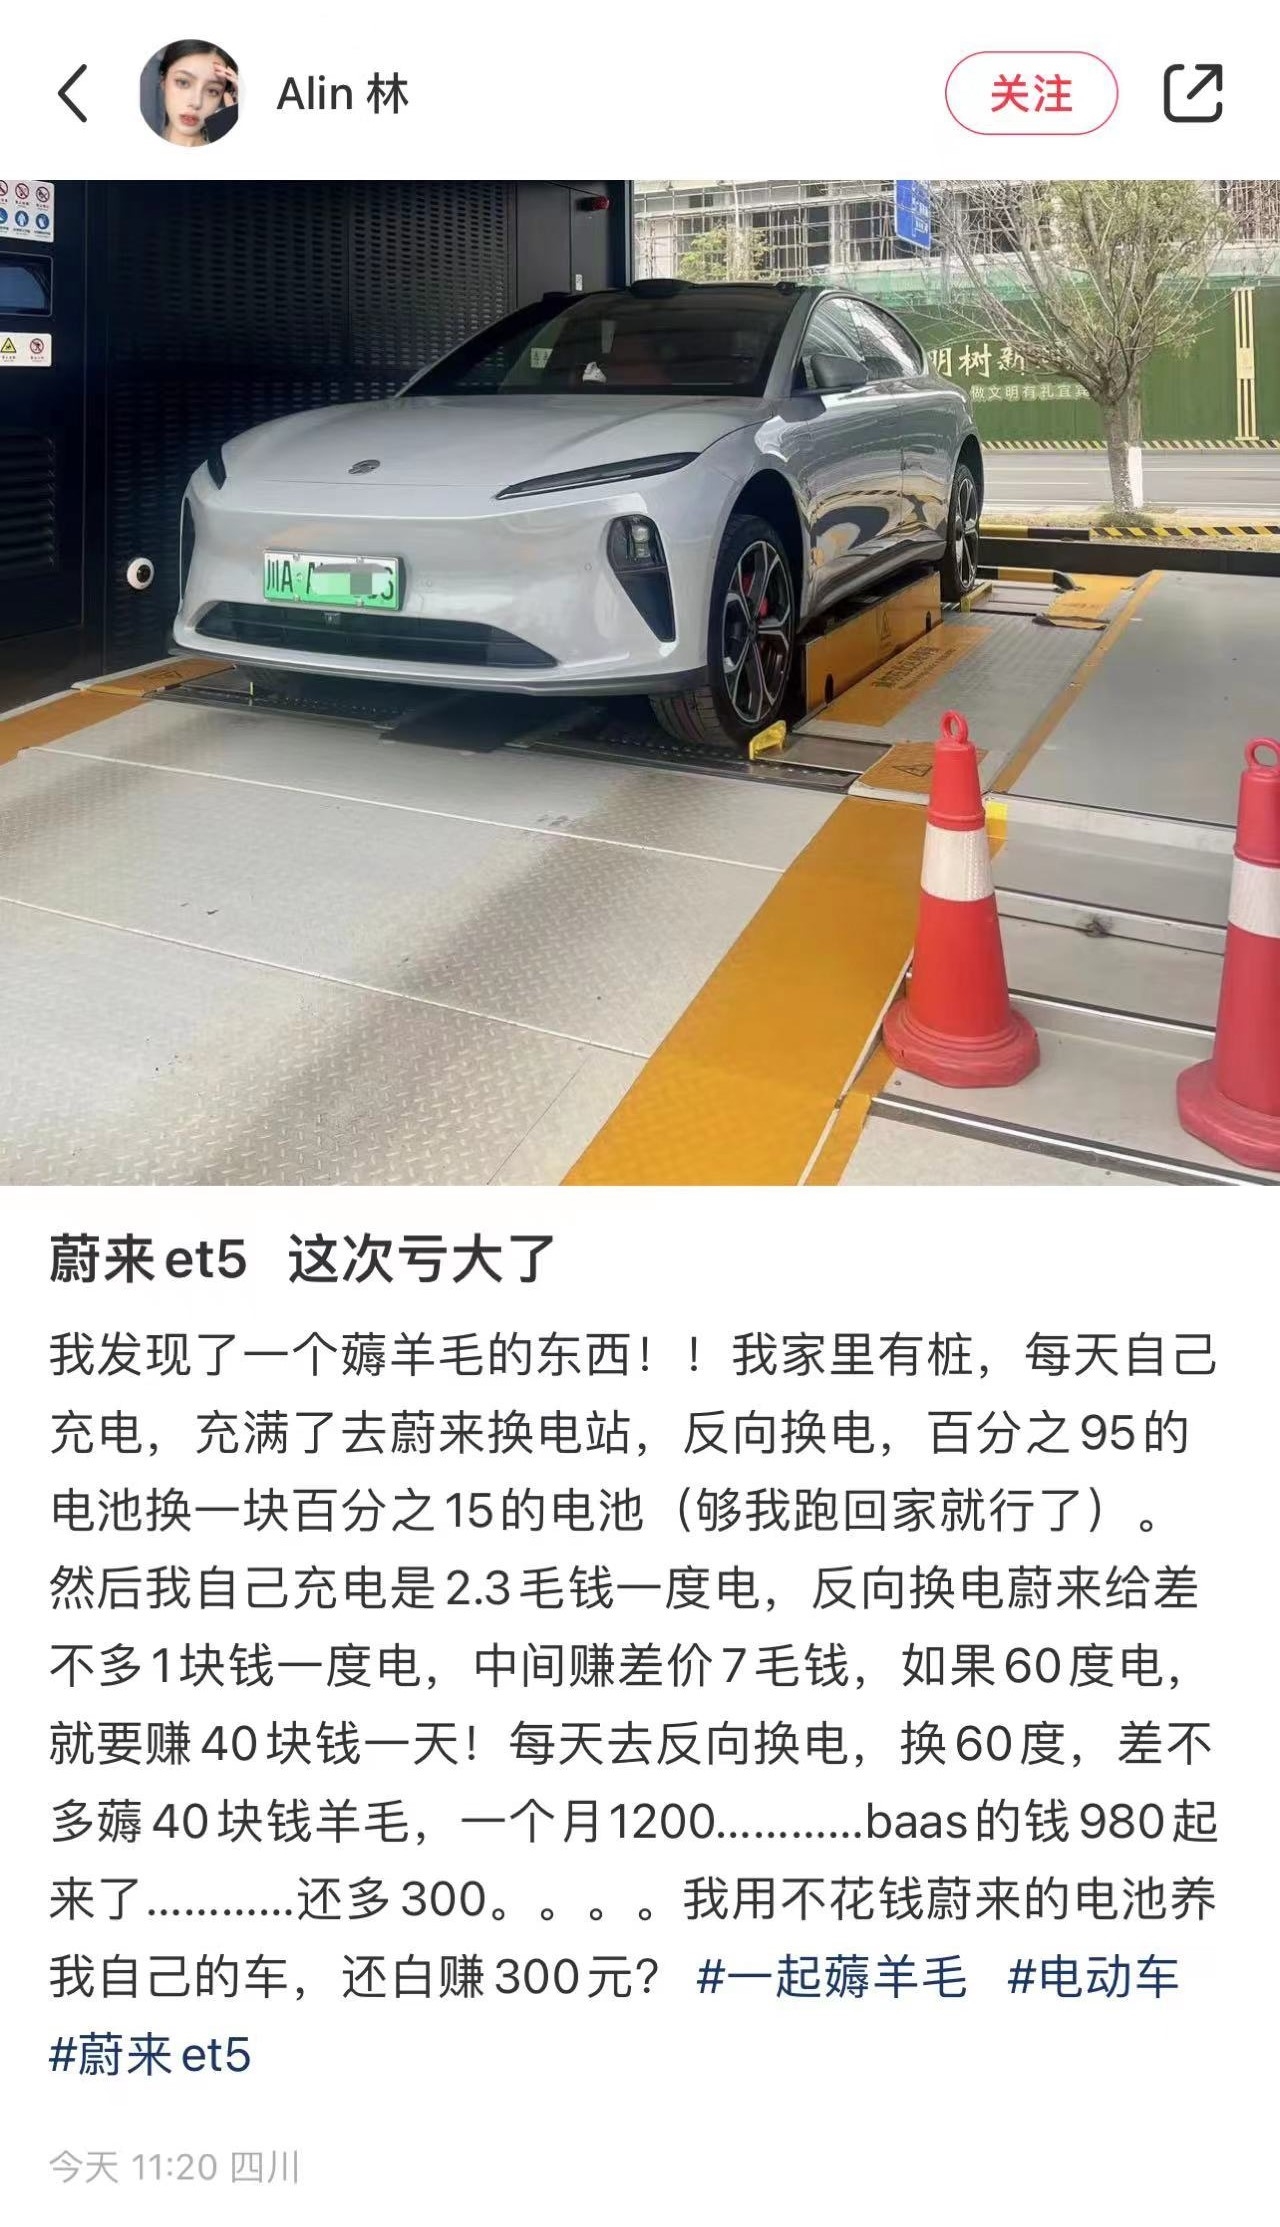 Alin 林
关注
明树新
做文明有礼宜宾
川A·A
蔚来et5 这次亏大了
我发现了一个薅羊毛的东西！！我家里有桩，每天自己
充电，充满了去蔚来换电站，反向换电，百分之95的
电池换一块百分之15的电池（够我跑回家就行了）。
然后我自己充电是2.3毛钱一度电，反向换电蔚来给差
不多1块钱一度电，中间赚差价7毛钱，如果60度电，
就要赚40块钱一天！每天去反向换电，换60度，差不
多薅40块钱羊毛，一个月1200…………baas的钱980起
来了…………还多300。。。。我用不花钱蔚来的电池养
我自己的车，还白赚300元？ #一起薅羊毛 #电动车
#蔚来et5
今天 11:20 四川